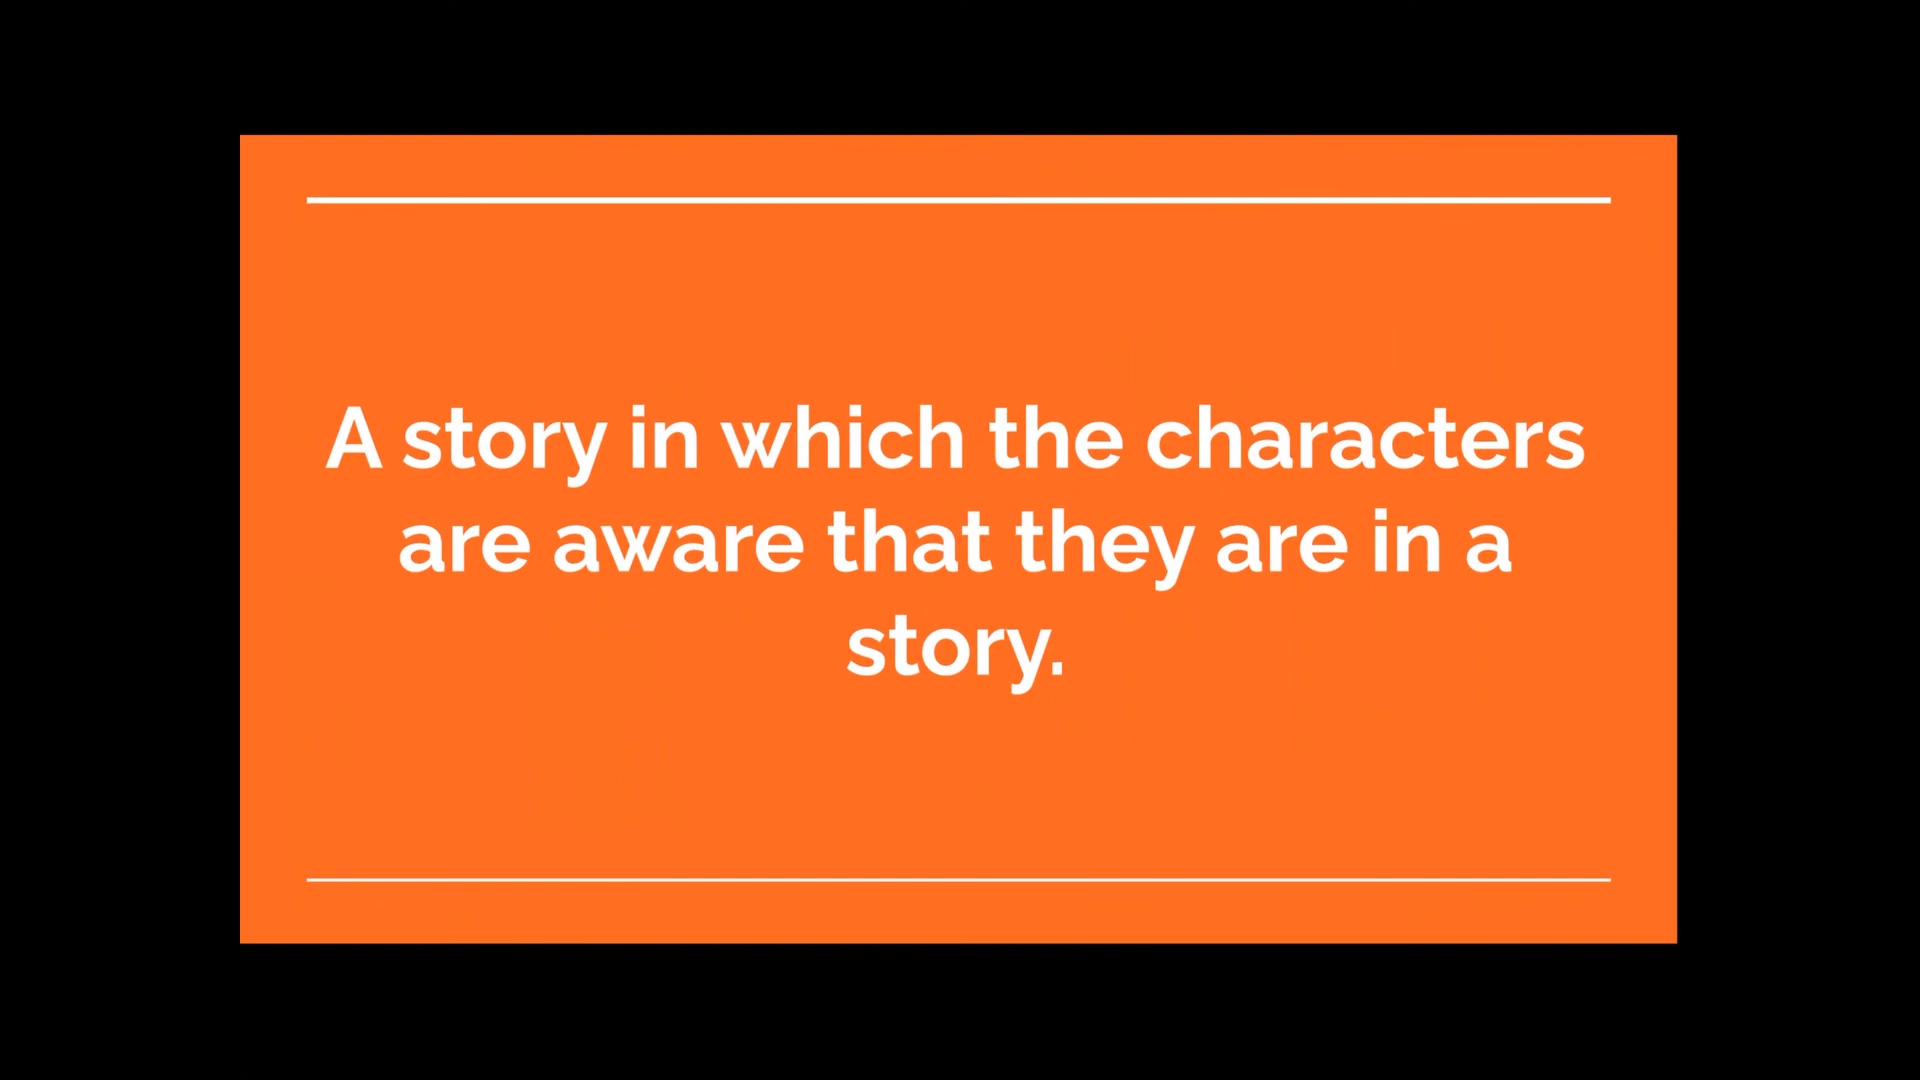 A story in which the characters
are aware that they are in a
story.